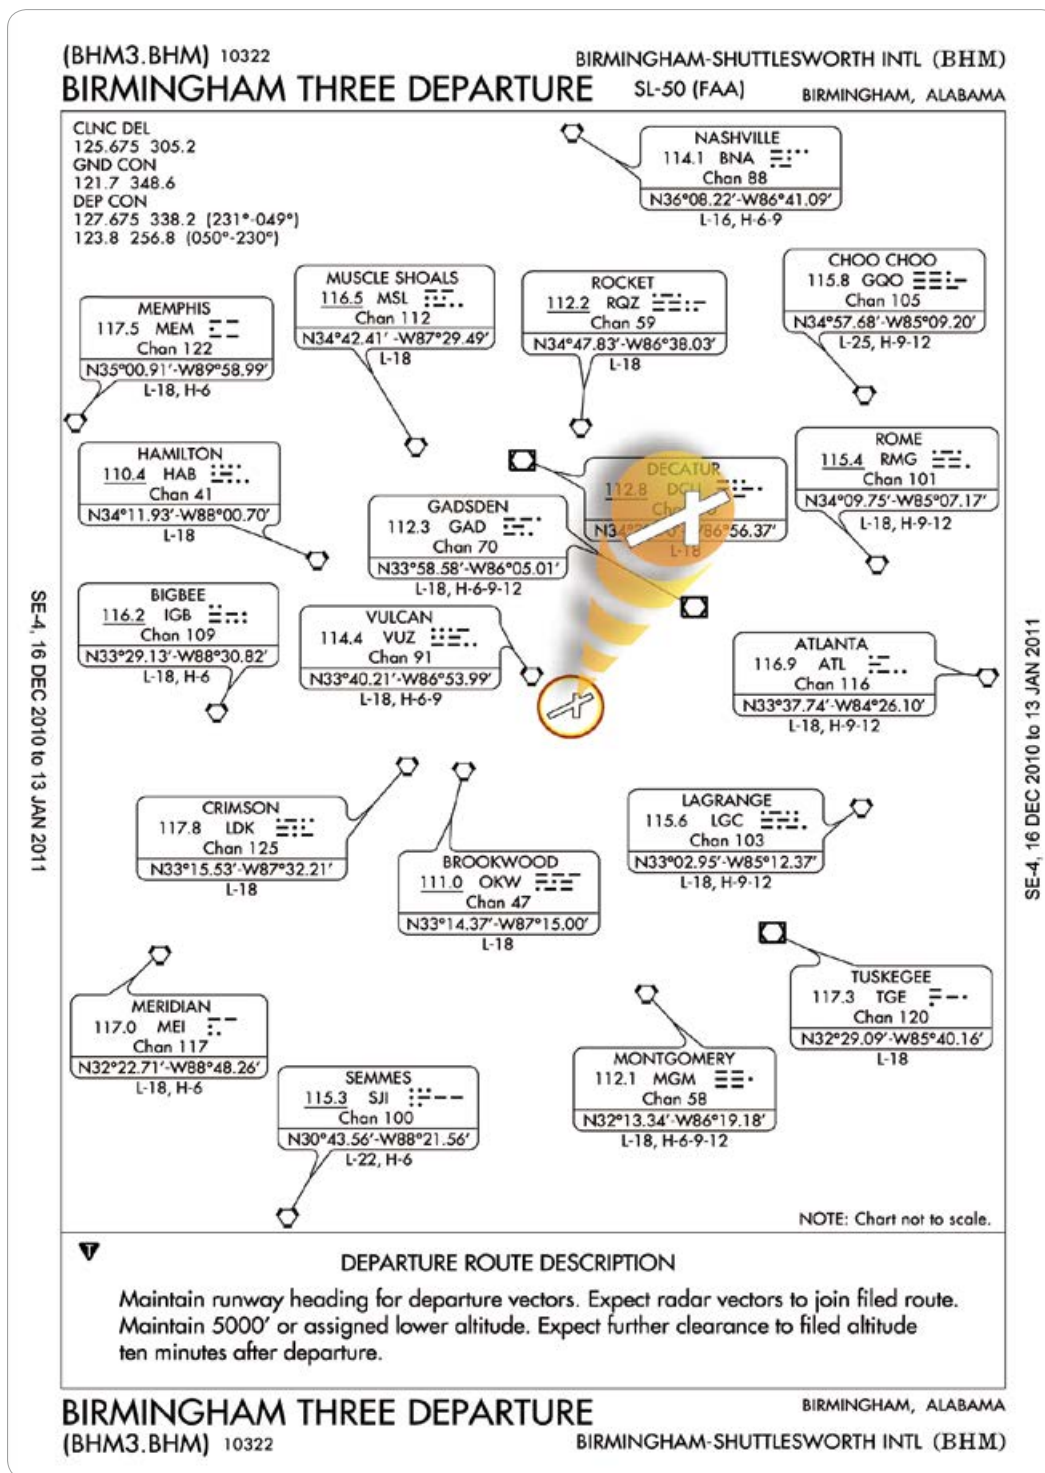 (BHM3.BHM) 10322
BIRMINGHAM-SHUTTLESWORTH INTL (BHM)
BIRMINGHAM THREE DEPARTURE
SL-50 (FAA)
BIRMINGHAM, ALABAMA
CLNC DEL
125.675 305.2
GND CON
121.7 348.6
DEP CON
127.675 338.2 (231°-049°)
123.8 256.8 (050°-230°)
NASHVILLE
114.1 BNA
Chan 88
N36°08.22'-W86°41.09'
L-16, H-6-9
CHOO CHOO
115.8 GQO
Chan 105
N34°57.68'-W85°09.20'
L-25, H-9-12
MUSCLE SHOALS
116.5 MSL
Chan 112
N34°42.41'-W87°29.49'
L-18
ROCKET
112.2 RQZ
Chan 59
N34°47.83'-W86°38.03'
L-18
MEMPHIS
117.5 MEM
Chan 122
N35°00.91'-W89°58.99'
L-18, H-6
HAMILTON
110.4 HAB
Chan 41
N34°11.93'-W88°00.70'
L-18
DECATUR
112.8 DCU
L-18
ROME
115.4 RMG
Chan 101
N34°09.75'-W85°07.17'
L-18, H-9-12
GADSDEN
112.3 GAD
Chan 70
N33°58.58'-W86°05.01'
L-18, H-6-9-12
BIGBEE
116.2 IGB
Chan 109
N33°29.13'-W88°30.82'
L-18, H-6
VULCAN
114.4 VUZ
Chan 91
N33°40.21'-W86°53.99'
L-18, H-6-9
ATLANTA
116.9 ATL
Chan 116
N33°37.74'-W84°26.10'
L-18, H-9-12
CRIMSON
117.8 LDK
Chan 125
N33°15.53'-W87°32.21'
L-18
BROOKWOOD
111.0 OKW
Chan 47
N33°14.37'-W87°15.00'
L-18
LAGRANGE
115.6 LGC
Chan 103
N33°02.95'-W85°12.37'
L-18, H-9-12
TUSKEGEE
117.3 TGE
Chan 120
N32°29.09'-W85°40.16'
L-18
MERIDIAN
117.0 MEI
Chan 117
N32°22.71'-W88°48.26'
L-18, H-6
MONTGOMERY
112.1 MGM
Chan 58
N32°13.34'-W86°19.18'
L-18, H-6-9-12
SEMMES
115.3 SJI
Chan 100
N30°43.56'-W88°21.56'
L-22, H-6
SE-4, 16 DEC 2010 to 13 JAN 2011
SE-4, 16 DEC 2010 to 13 JAN 2011
NOTE: Chart not to scale.
T
DEPARTURE ROUTE DESCRIPTION
Maintain runway heading for departure vectors. Expect radar vectors to join filed route.
Maintain 5000' or assigned lower altitude. Expect further clearance to filed altitude
ten minutes after departure.
BIRMINGHAM THREE DEPARTURE
BIRMINGHAM, ALABAMA
(BHM3.BHM) 10322
BIRMINGHAM-SHUTTLESWORTH INTL (BHM)